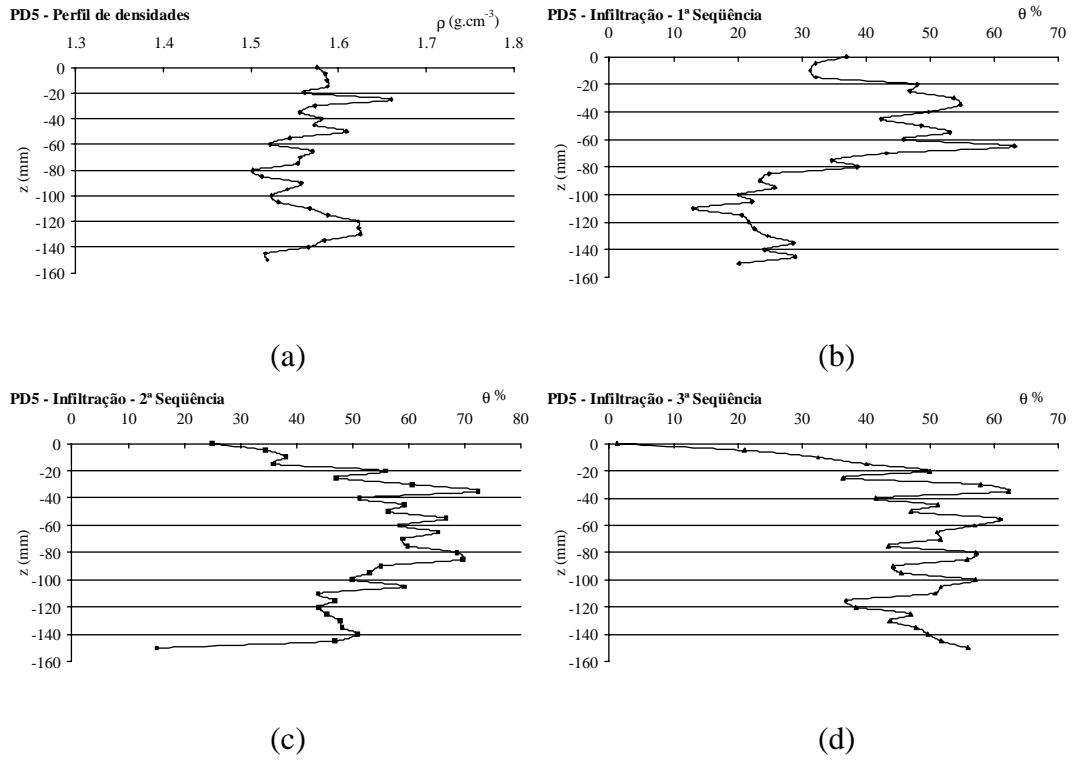 PD5 - Perfil de densidades
ρ (g.cm-3)
1.3 1.4 1.5 1.6 1.7 1.8
0
-20
-40
-60
-80
-100
-120
-140
-160
z (mm)
(a)
PD5 - Infiltração - 1ª Seqüência
θ %
0 10 20 30 40 50 60 70
0
-20
-40
-60
-80
-100
-120
-140
-160
z (mm)
(b)
PD5 - Infiltração - 2ª Seqüência
θ %
0 10 20 30 40 50 60 70 80
0
-20
-40
-60
-80
-100
-120
-140
-160
z (mm)
(c)
PD5 - Infiltração - 3ª Seqüência
θ %
0 10 20 30 40 50 60 70
0
-20
-40
-60
-80
-100
-120
-140
-160
z (mm)
(d)